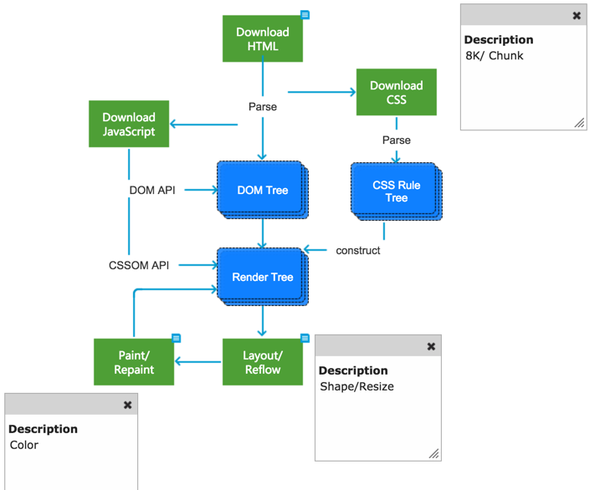 Download
HTML
Description
8K/ Chunk
Download
CSS
Parse
Download
JavaScript
Parse
DOM API
DOM Tree
CSS Rule
Tree
construct
CSSOM API
Render Tree
Paint/
Repaint
Layout/
Reflow
Description
Shape/Resize
Description
Color